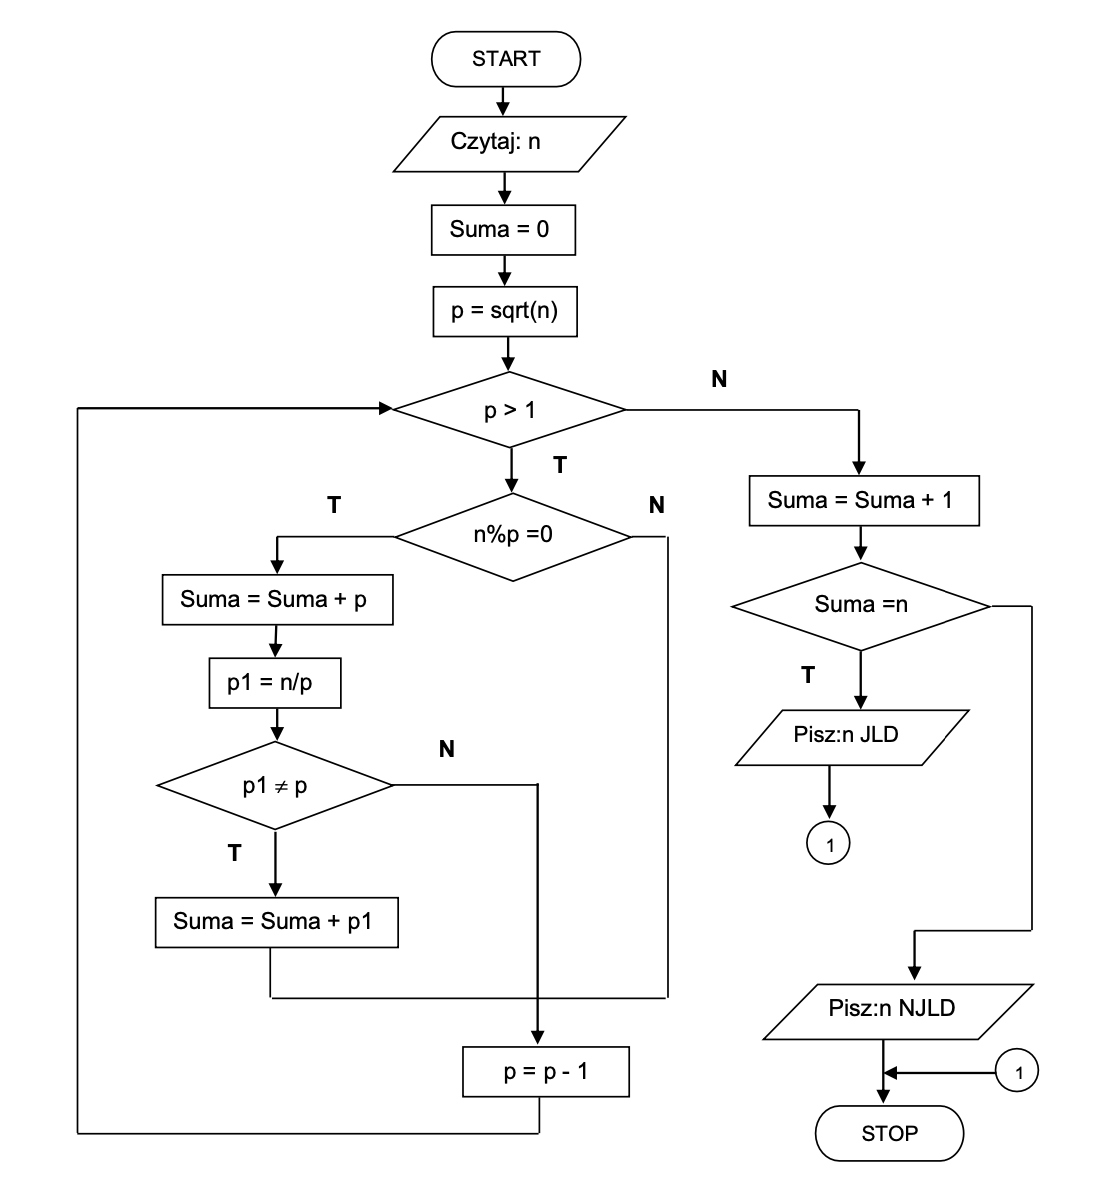 START
Czytaj: n
Suma = 0
p = sqrt(n)
p > 1
N
T
n%p =0
T
N
Suma = Suma + p
p1 = n/p
p1 ≠ p
N
T
Suma = Suma + p1
p = p - 1
Suma = Suma + 1
Suma =n
T
Pisz:n JLD
1
Pisz:n NJLD
1
STOP